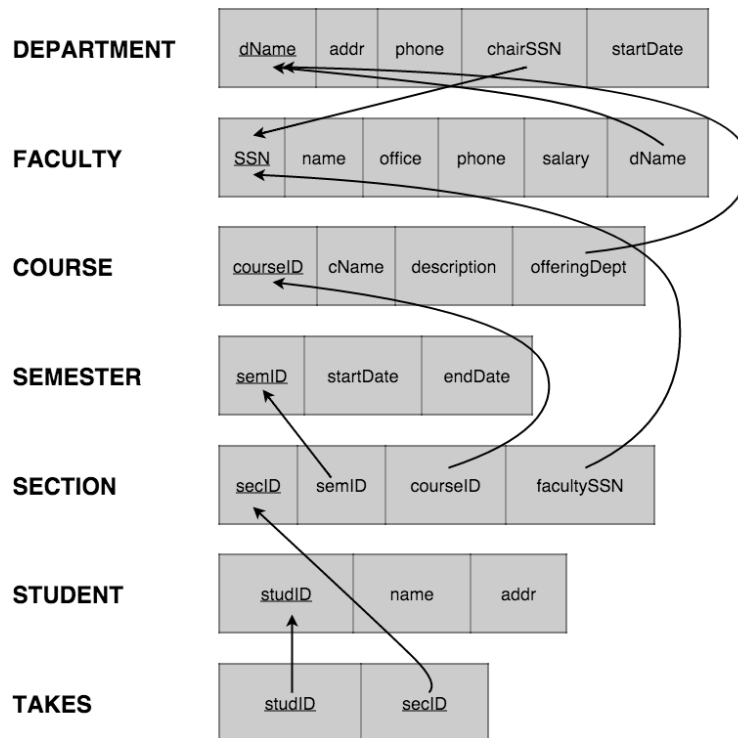 DEPARTMENT dName addr phone chairSSN startDate
FACULTY SSN name office phone salary dName
COURSE courseID cName description offeringDept
SEMESTER semID startDate endDate
SECTION secID semID courseID facultySSN
STUDENT studID name addr
TAKES studID secID